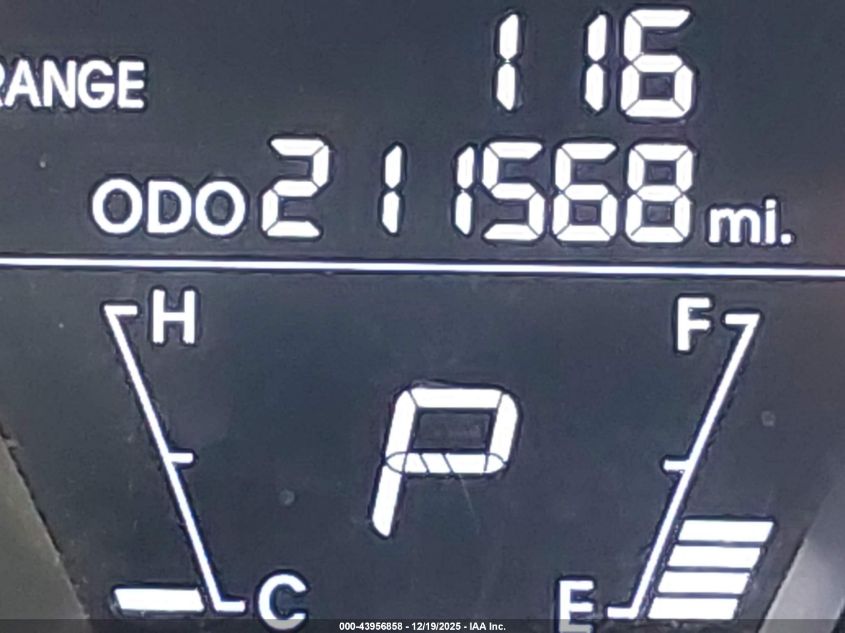 RANGE 116
ODO 211568 mi.
H F
P
C E
000-43956858 - 12/19/2025 - IAA Inc.